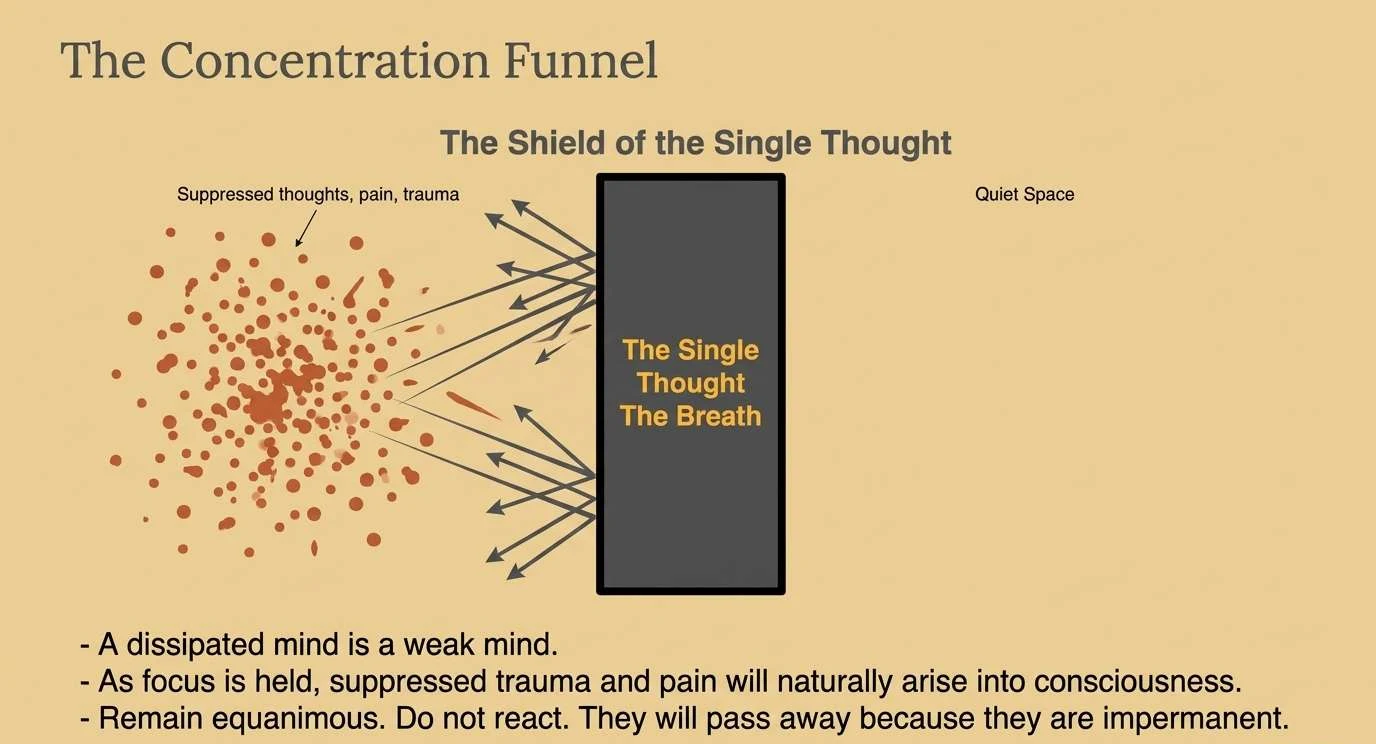 The Concentration Funnel
The Shield of the Single Thought
Suppressed thoughts, pain, trauma
Quiet Space
The Single
Thought
The Breath
- A dissipated mind is a weak mind.
- As focus is held, suppressed trauma and pain will naturally arise into consciousness.
- Remain equanimous. Do not react. They will pass away because they are impermanent.